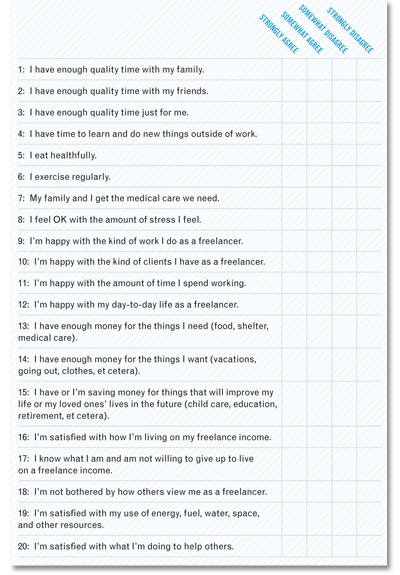 STRONGLY AGREE
SOMEWHAT AGREE
SOMEWHAT DISAGREE
STRONGLY DISAGREE
1: I have enough quality time with my family.
2: I have enough quality time with my friends.
3: I have enough quality time just for me.
4: I have time to learn and do new things outside of work.
5: I eat healthfully.
6: I exercise regularly.
7: My family and I get the medical care we need.
8: I feel OK with the amount of stress I feel.
9: I'm happy with the kind of work I do as a freelancer.
10: I'm happy with the kind of clients I have as a freelancer.
11: I'm happy with the amount of time I spend working.
12: I'm happy with my day-to-day life as a freelancer.
13: I have enough money for the things I need (food, shelter,
medical care).
14: I have enough money for the things I want (vacations,
going out, clothes, et cetera).
15: I have or I'm saving money for things that will improve my
life or my loved ones' lives in the future (child care, education,
retirement, et cetera).
16: I'm satisfied with how I'm living on my freelance income.
17: I know what I am and am not willing to give up to live
on a freelance income.
18: I'm not bothered by how others view me as a freelancer.
19: I'm satisfied with my use of energy, fuel, water, space,
and other resources.
20: I'm satisfied with what I'm doing to help others.